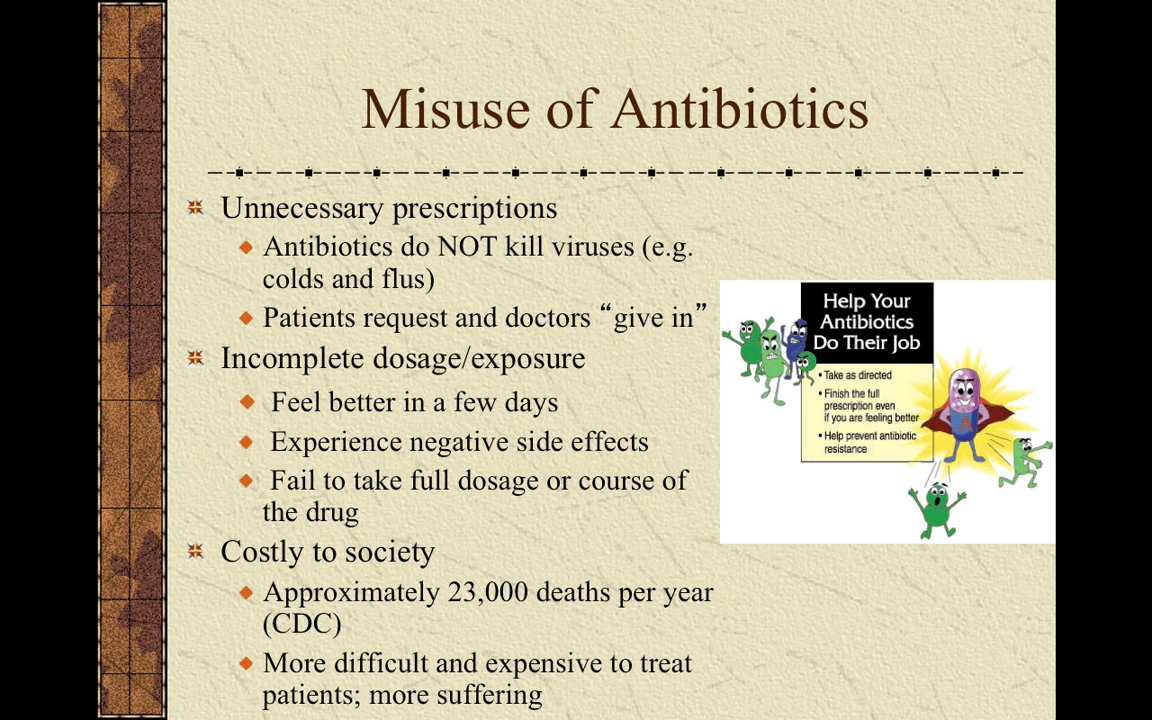 Misuse of Antibiotics
Unnecessary prescriptions
Antibiotics do NOT kill viruses (e.g.
colds and flus)
Patients request and doctors “give in”
Incomplete dosage/exposure
Feel better in a few days
Experience negative side effects
Fail to take full dosage or course of
the drug
Costly to society
Approximately 23,000 deaths per year
(CDC)
More difficult and expensive to treat
patients; more suffering
Help Your
Antibiotics
Do Their Job
• Take as directed
• Finish the full
prescription even
if you are feeling better
• Help prevent antibiotic
resistance
A